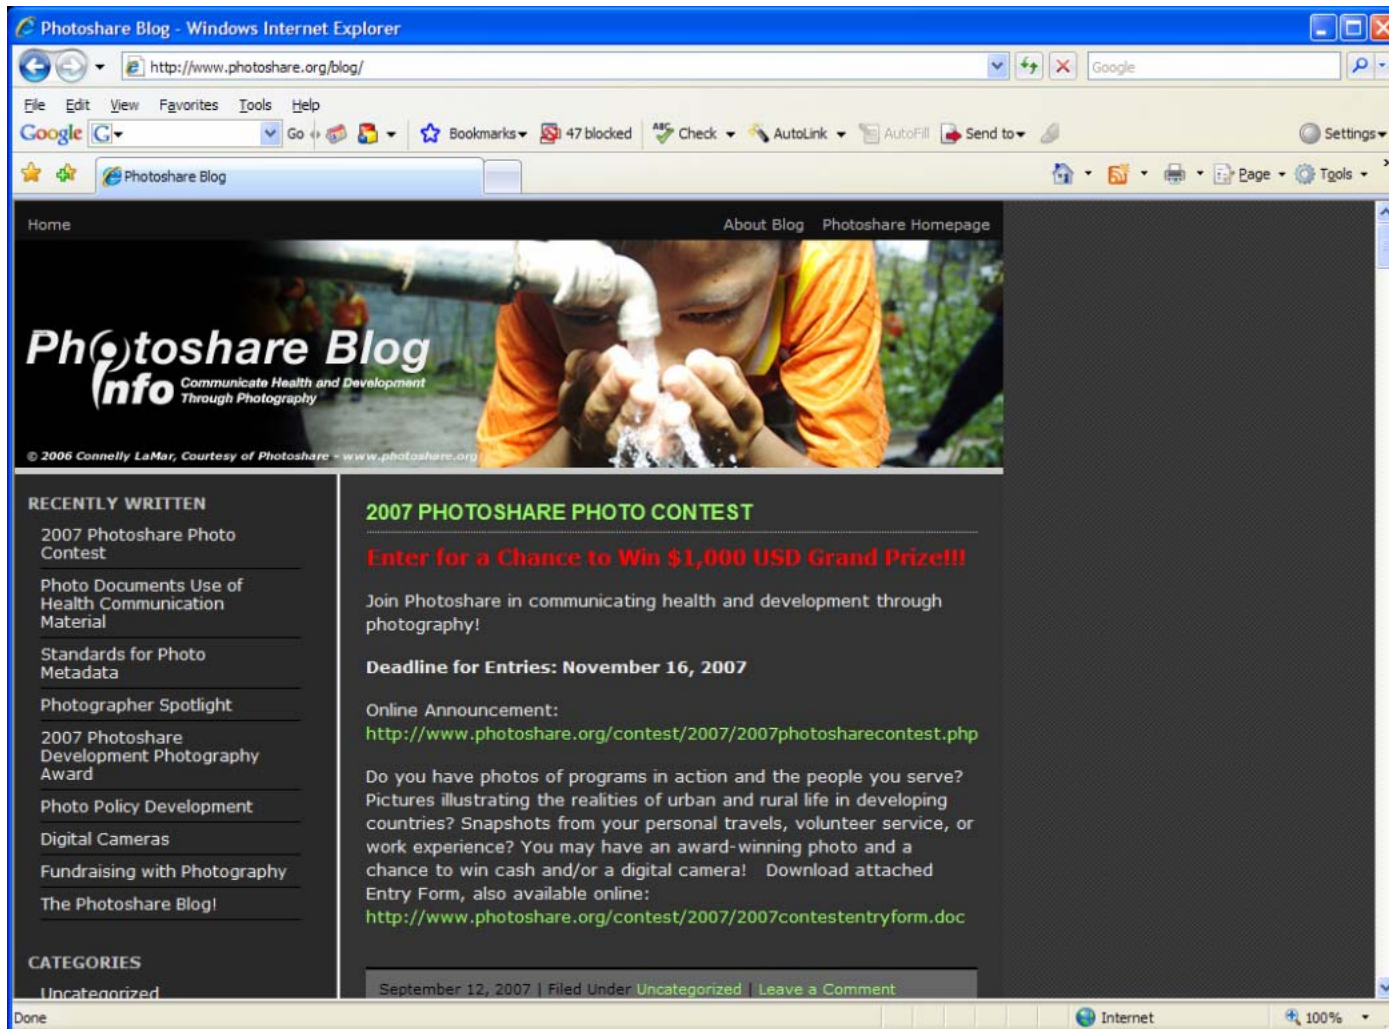 Photoshare Blog - Windows Internet Explorer
http://www.photoshare.org/blog/
Google
File Edit View Favorites Tools Help
Google G Go Bookmarks 47 blocked ABC Check AutoLink AutoFill Send to Settings
Photoshare Blog
Page Tools
Home About Blog Photoshare Homepage
Photoshare Blog
Info Communicate Health and Development
Through Photography
© 2006 Connelly LaMar, Courtesy of Photoshare - www.photoshare.org
RECENTLY WRITTEN
2007 Photoshare Photo
Contest
Photo Documents Use of
Health Communication
Material
Standards for Photo
Metadata
Photographer Spotlight
2007 Photoshare
Development Photography
Award
Photo Policy Development
Digital Cameras
Fundraising with Photography
The Photoshare Blog!
CATEGORIES
Uncategorized
2007 PHOTOSHARE PHOTO CONTEST
Enter for a Chance to Win $1,000 USD Grand Prize!!!
Join Photoshare in communicating health and development through
photography!
Deadline for Entries: November 16, 2007
Online Announcement:
http://www.photoshare.org/contest/2007/2007photosharecontest.php
Do you have photos of programs in action and the people you serve?
Pictures illustrating the realities of urban and rural life in developing
countries? Snapshots from your personal travels, volunteer service, or
work experience? You may have an award-winning photo and a
chance to win cash and/or a digital camera! Download attached
Entry Form, also available online:
http://www.photoshare.org/contest/2007/2007contestentryform.doc
September 12, 2007 | Filed Under Uncategorized | Leave a Comment
Done Internet 100%